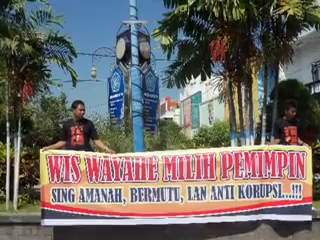 WIS WAYAHE MILIH PEMIMPIN
SING AMANAH, BERMUTU, LAN ANTI KORUPSI...!!!